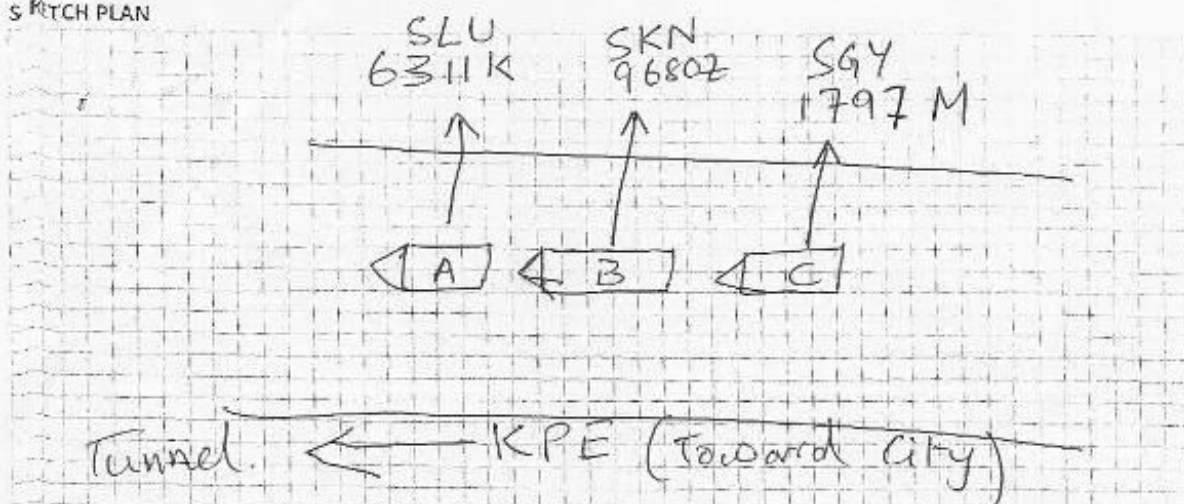 SKETCH PLAN
SLU
6311K
SKN
9680Z
SGY
1797 M
A
B
C
Tunnel. KPE (Toward City)